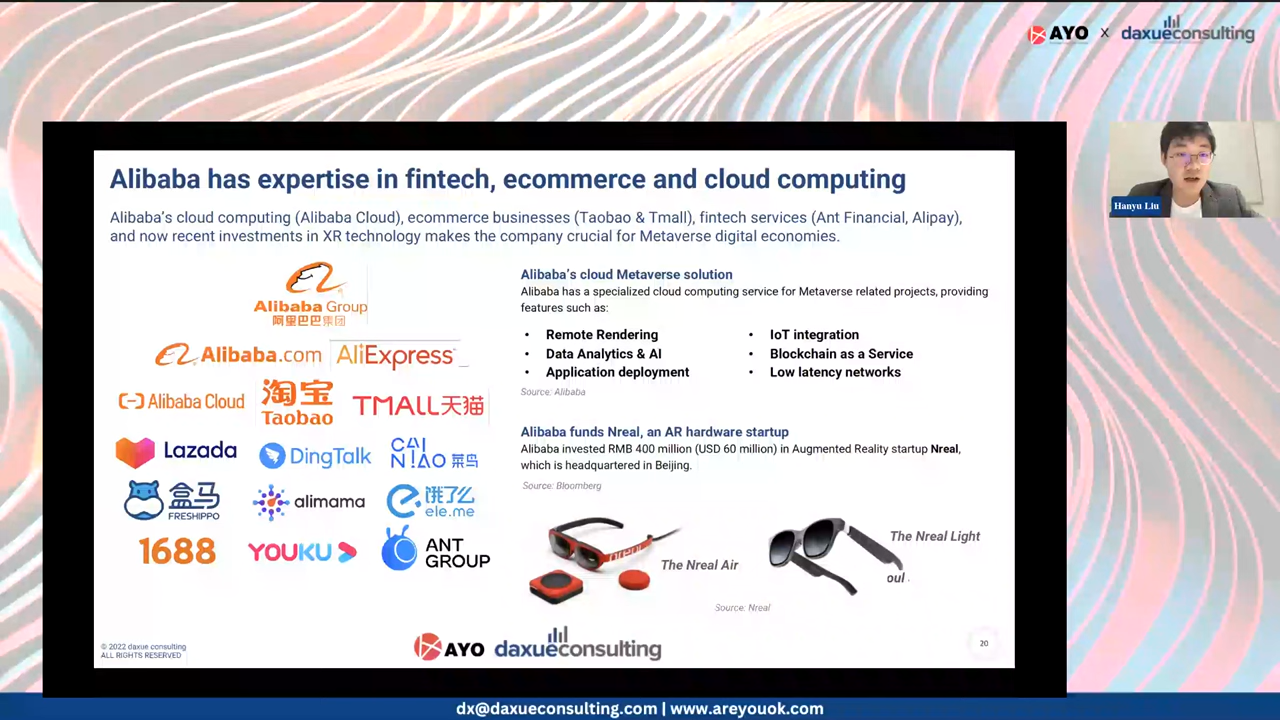 AYO X daxueconsulting
Hanyu Liu
Alibaba has expertise in fintech, ecommerce and cloud computing
Alibaba's cloud computing (Alibaba Cloud), ecommerce businesses (Taobao & Tmall), fintech services (Ant Financial, Alipay),
and now recent investments in XR technology makes the company crucial for Metaverse digital economies.
Alibaba Group
阿里巴巴集团
Alibaba.com AliExpress
Alibaba Cloud 淘宝 Taobao TMALL天猫
Lazada DingTalk CAINIAO 菜鸟
盒马 FRESHIPPO alimama 饿了么 ele.me
1688 YOUKU ANT GROUP
Alibaba's cloud Metaverse solution
Alibaba has a specialized cloud computing service for Metaverse related projects, providing
features such as:
• Remote Rendering
• Data Analytics & AI
• Application deployment
• IoT integration
• Blockchain as a Service
• Low latency networks
Source: Alibaba
Alibaba funds Nreal, an AR hardware startup
Alibaba invested RMB 400 million (USD 60 million) in Augmented Reality startup Nreal,
which is headquartered in Beijing.
Source: Bloomberg
The Nreal Air
The Nreal Light
Source: Nreal
© 2022 daxue consulting
ALL RIGHTS RESERVED
AYO daxueconsulting
20
dx@daxueconsulting.com | www.areyouok.com